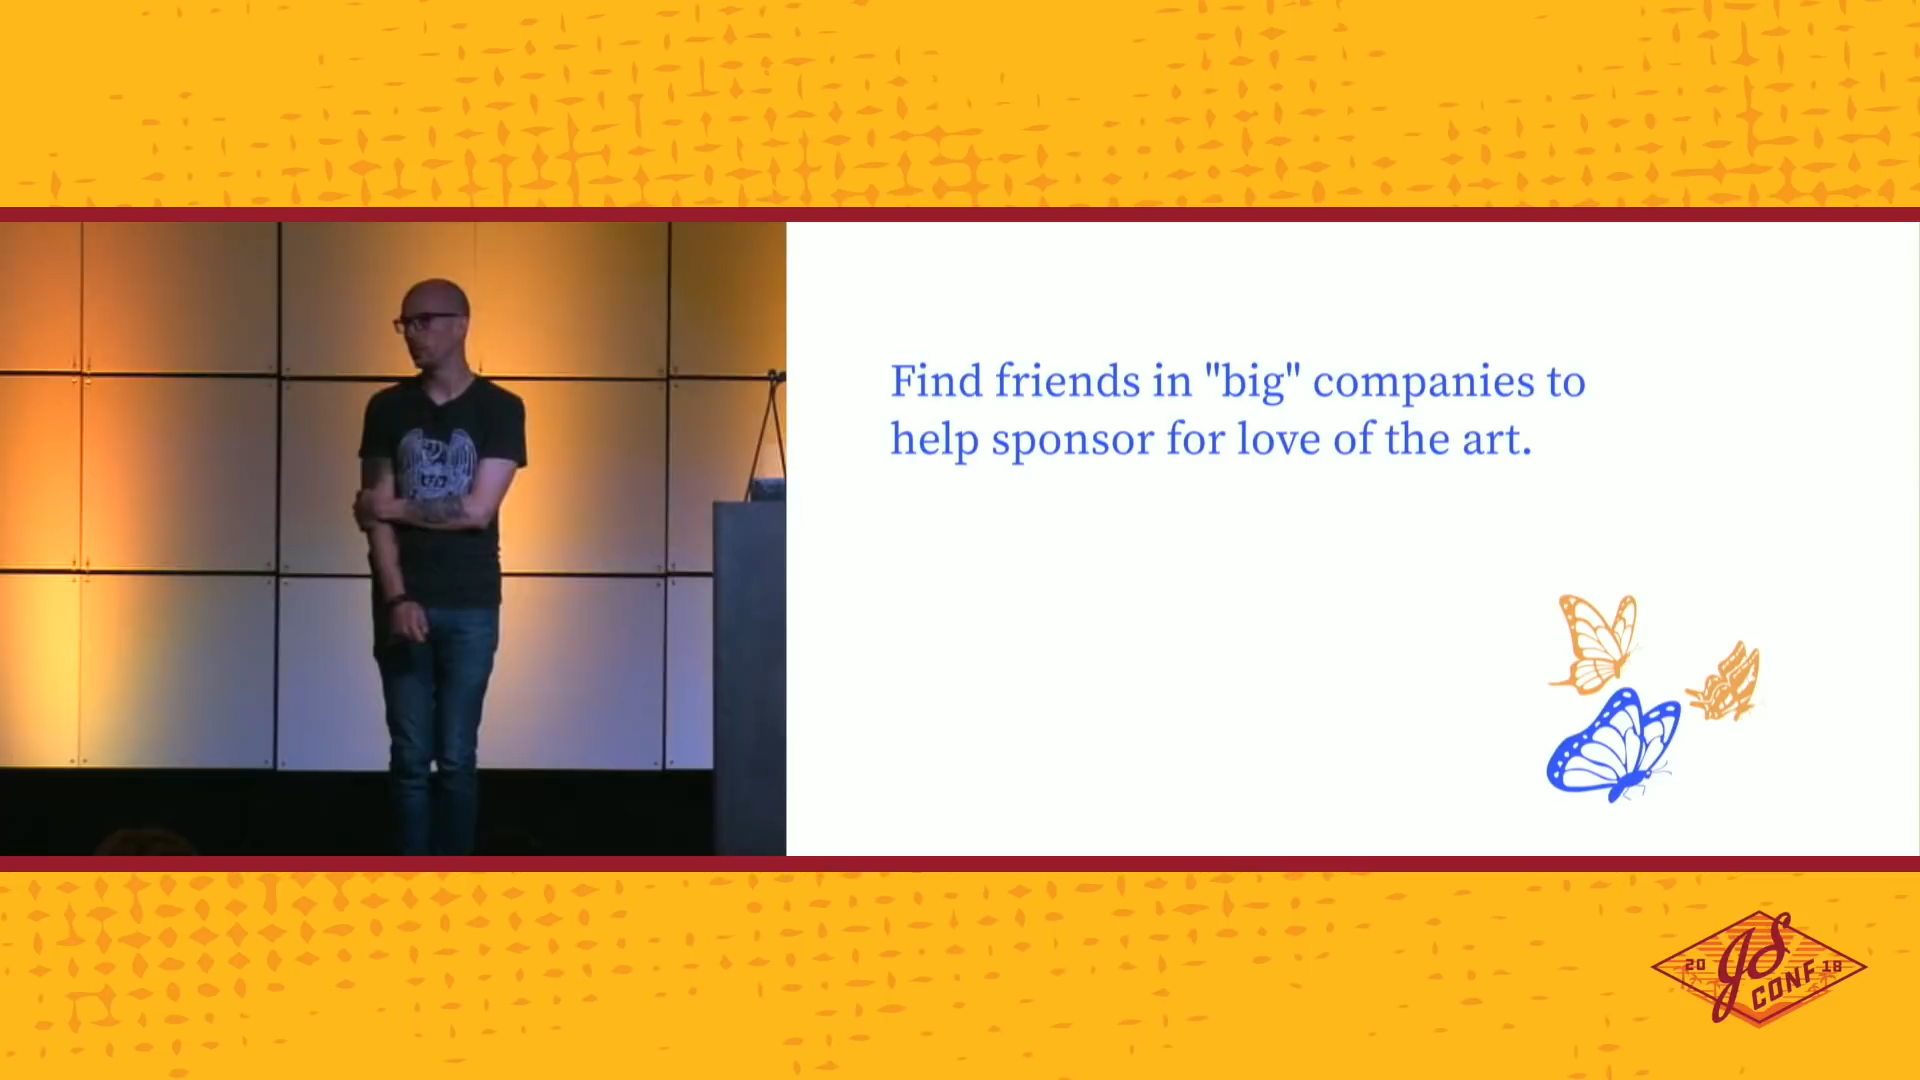 Find friends in "big" companies to
help sponsor for love of the art.
20 JS 18
CONF